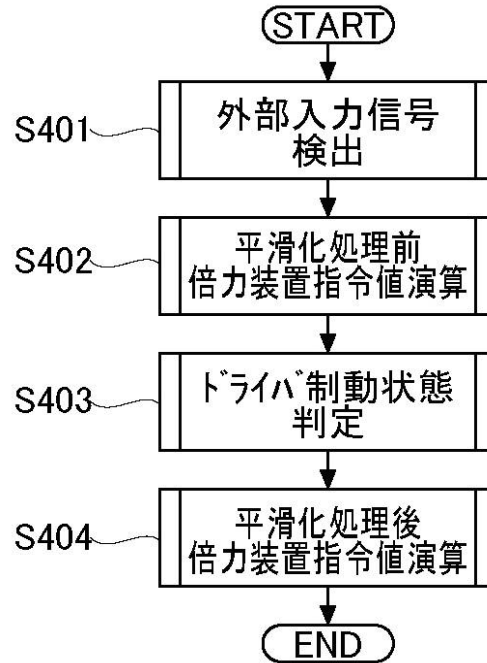 START
S401
外部入力信号
検出
S402
平滑化処理前
倍力装置指令値演算
S403
ﾄﾞﾗｲﾊﾞ制動状態
判定
S404
平滑化処理後
倍力装置指令値演算
END